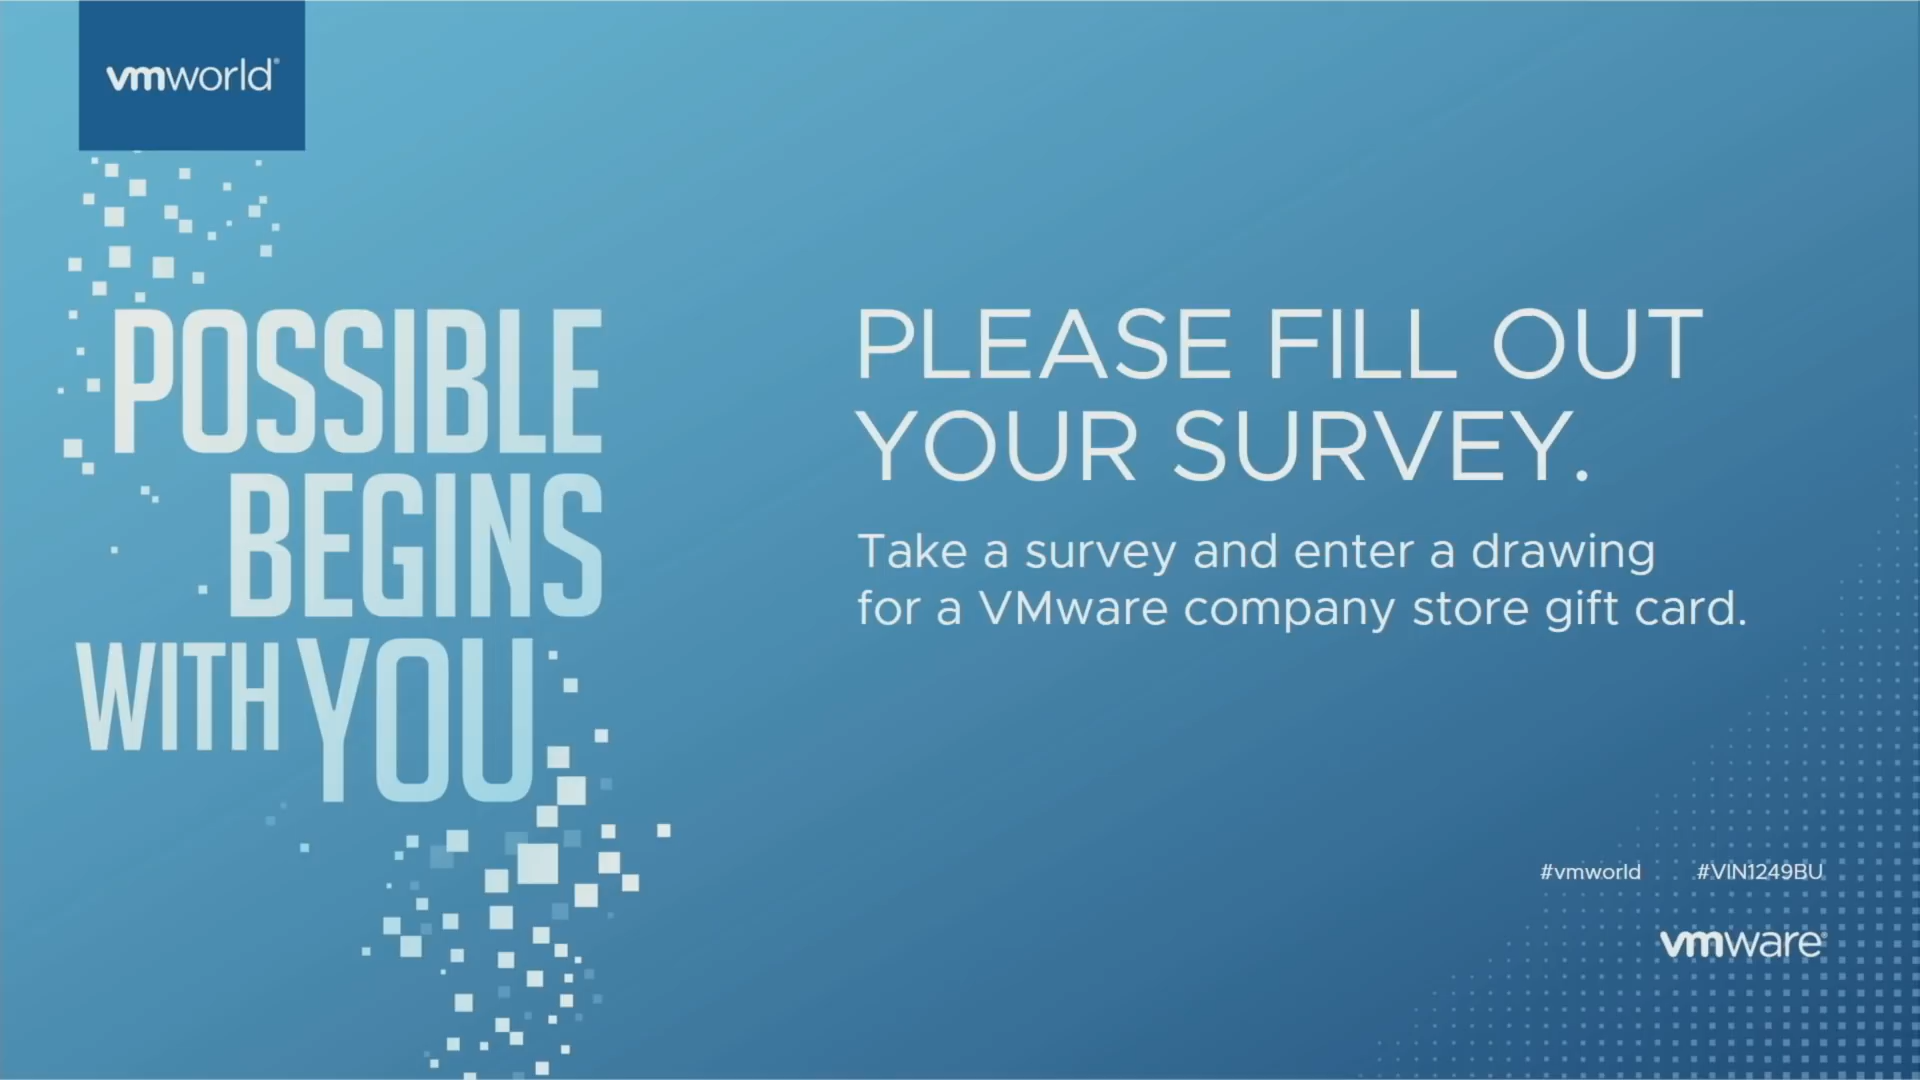 vmworld®
POSSIBLE
BEGINS
WITH YOU
PLEASE FILL OUT
YOUR SURVEY.
Take a survey and enter a drawing
for a VMware company store gift card.
#vmworld #VIN1249BU
vmware®